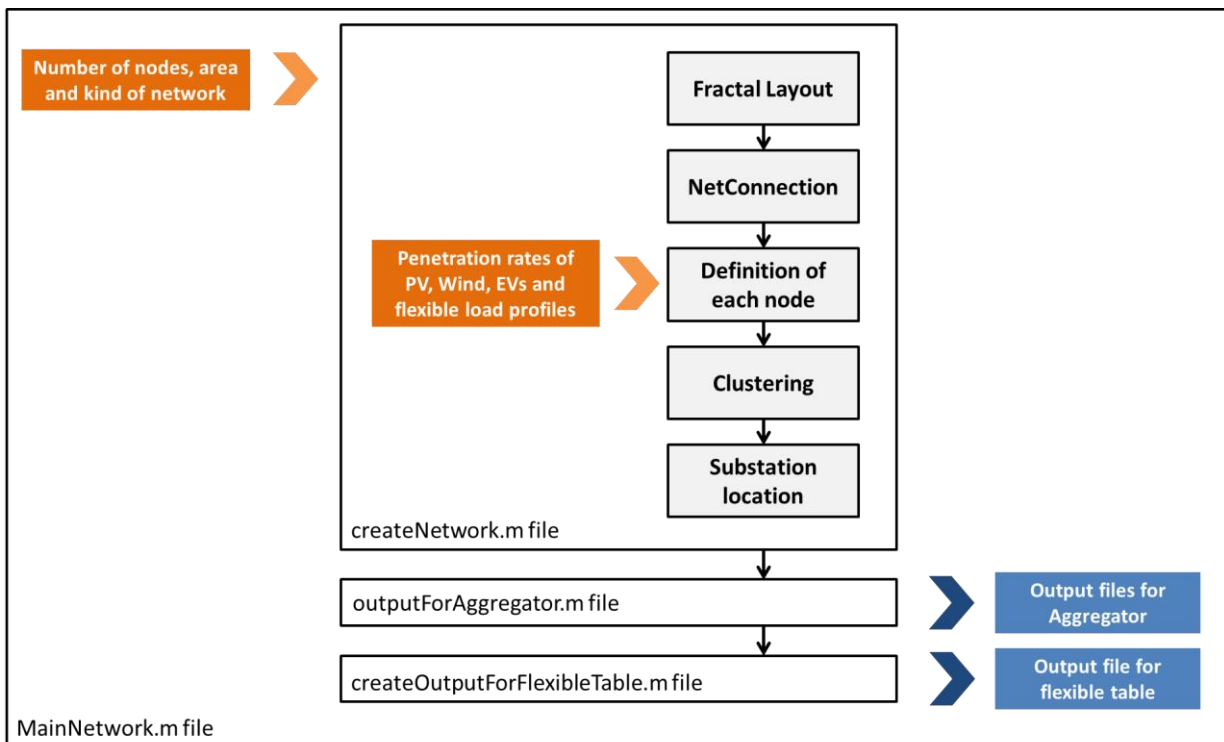 Number of nodes, area
and kind of network
Fractal Layout
NetConnection
Penetration rates of
PV, Wind, EVs and
flexible load profiles
Definition of
each node
Clustering
Substation
location
createNetwork.m file
outputForAggregator.m file
Output files for
Aggregator
createOutputForFlexibleTable.m file
Output file for
flexible table
MainNetwork.m file